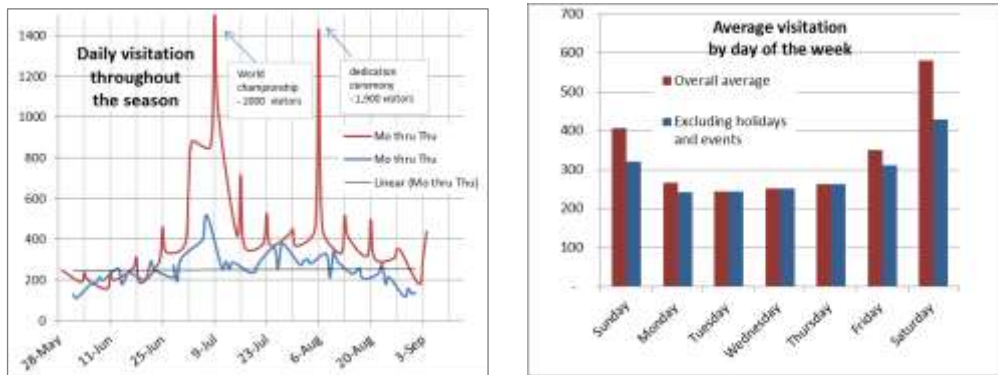 Daily visitation
throughout
the season
World
championship
- 2000 visitors
dedication
ceremony
- 1,900 visitors
Mo thru Thu
Mo thru Thu
Linear (Mo thru Thu)
1400
1200
1000
800
600
400
200
0
28-May
11-Jun
25-Jun
9-Jul
23-Jul
6-Aug
20-Aug
3-Sep
Average visitation
by day of the week
Overall average
Excluding holidays
and events
700
600
500
400
300
200
100
-
Sunday
Monday
Tuesday
Wednesday
Thursday
Friday
Saturday